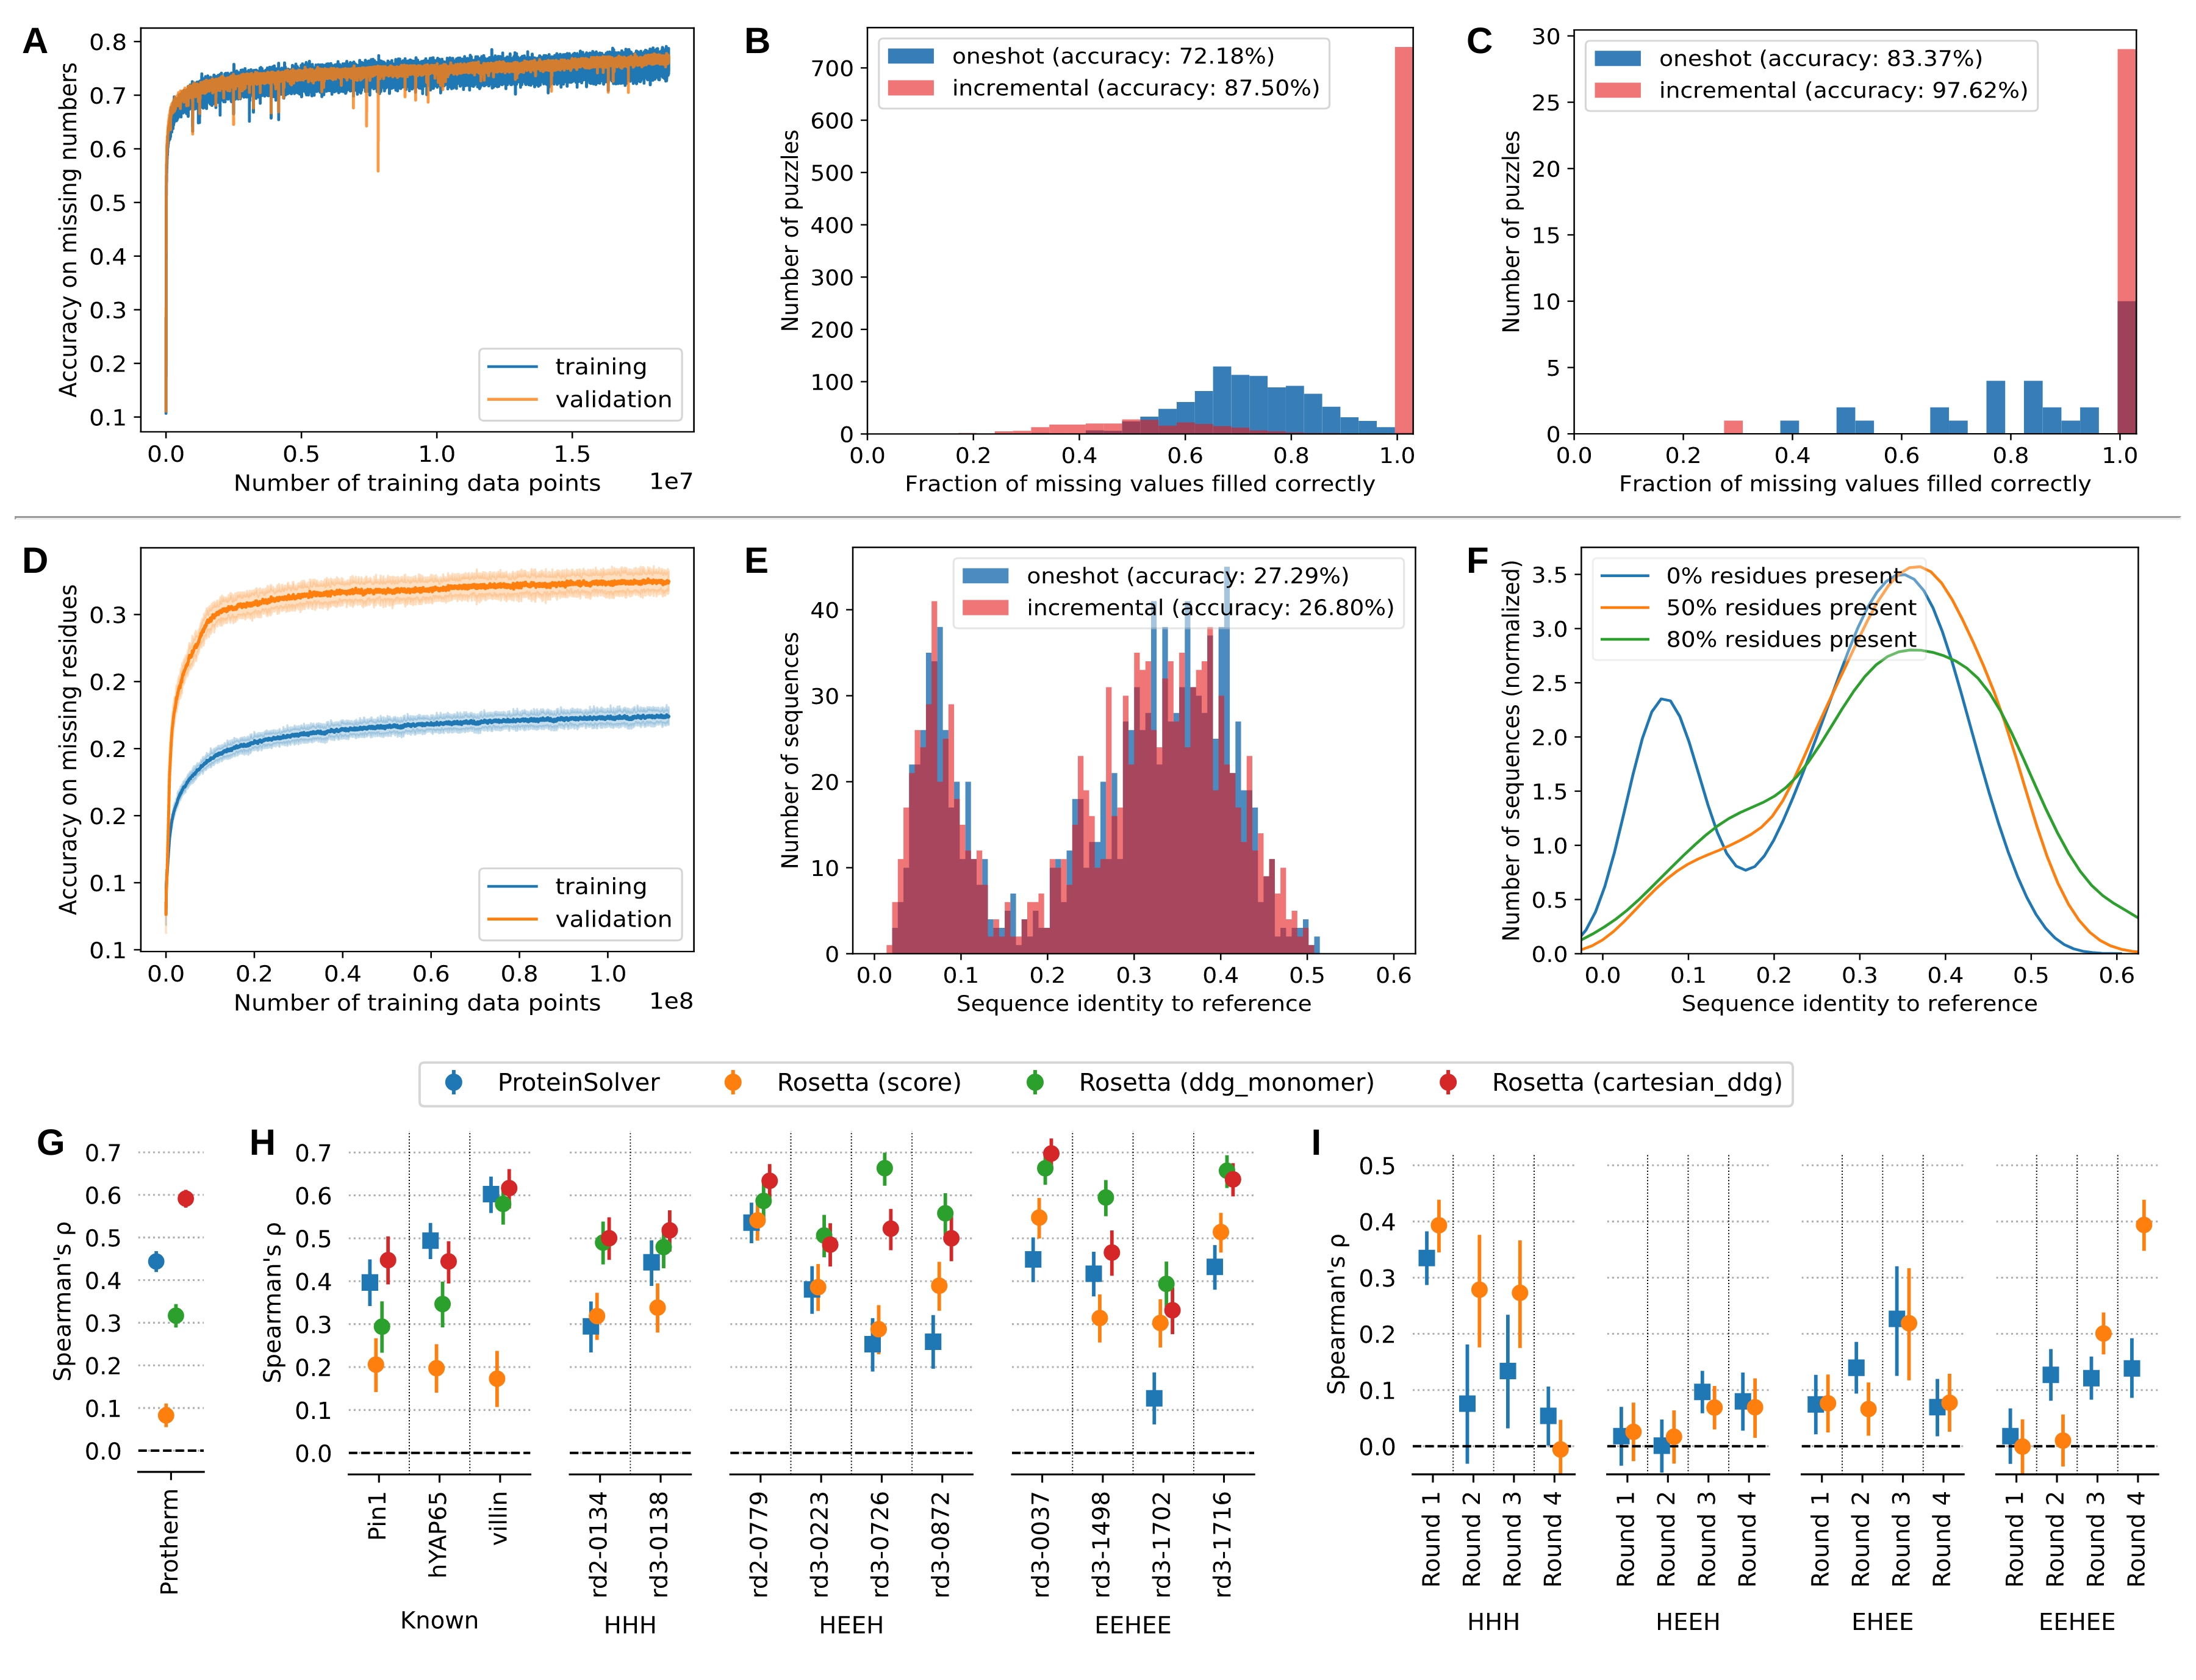 A
Accuracy on missing numbers
0.8
0.7
0.6
0.5
0.4
0.3
0.2
0.1
training
validation
0.0 0.5 1.0 1.5
Number of training data points 1e7
B
Number of puzzles
700
600
500
400
300
200
100
0
oneshot (accuracy: 72.18%)
incremental (accuracy: 87.50%)
0.0 0.2 0.4 0.6 0.8 1.0
Fraction of missing values filled correctly
C
Number of puzzles
30
25
20
15
10
5
0
oneshot (accuracy: 83.37%)
incremental (accuracy: 97.62%)
0.0 0.2 0.4 0.6 0.8 1.0
Fraction of missing values filled correctly
D
Accuracy on missing residues
0.3
0.2
0.2
0.2
0.1
0.1
training
validation
0.0 0.2 0.4 0.6 0.8 1.0
Number of training data points 1e8
E
Number of sequences
40
30
20
10
0
oneshot (accuracy: 27.29%)
incremental (accuracy: 26.80%)
0.0 0.1 0.2 0.3 0.4 0.5 0.6
Sequence identity to reference
F
Number of sequences (normalized)
3.5
3.0
2.5
2.0
1.5
1.0
0.5
0.0
0% residues present
50% residues present
80% residues present
0.0 0.1 0.2 0.3 0.4 0.5 0.6
Sequence identity to reference
ProteinSolver Rosetta (score) Rosetta (ddg_monomer) Rosetta (cartesian_ddg)
G
Spearman's ρ
0.7
0.6
0.5
0.4
0.3
0.2
0.1
0.0
Protherm
H
Spearman's ρ
0.7
0.6
0.5
0.4
0.3
0.2
0.1
0.0
Pin1 hYAP65 villin
Known
rd2-0134 rd3-0138
HHH
rd2-0779 rd3-0223 rd3-0726 rd3-0872
HEEH
rd3-0037 rd3-1498 rd3-1702 rd3-1716
EEHEE
I
Spearman's ρ
0.5
0.4
0.3
0.2
0.1
0.0
Round 1 Round 2 Round 3 Round 4
HHH
Round 1 Round 2 Round 3 Round 4
HEEH
Round 1 Round 2 Round 3 Round 4
EHEE
Round 1 Round 2 Round 3 Round 4
EEHEE